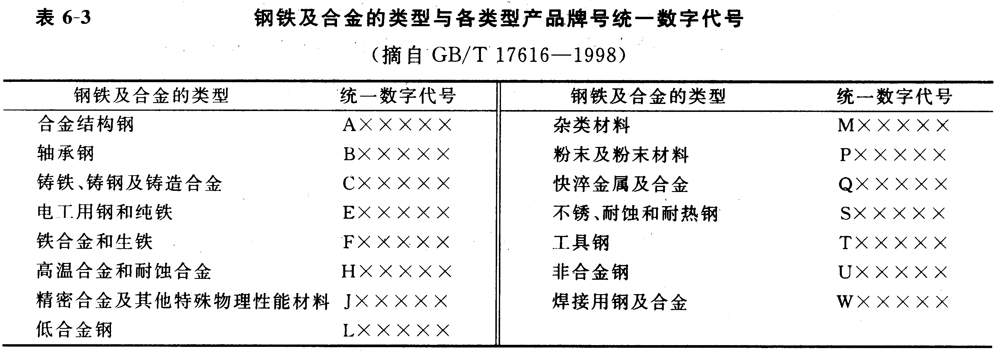 表 6-3 钢铁及合金的类型与各类型产品牌号统一数字代号
（摘自 GB/T 17616—1998）
钢铁及合金的类型 统一数字代号 钢铁及合金的类型 统一数字代号
合金结构钢 A××××× 杂类材料 M×××××
轴承钢 B××××× 粉末及粉末材料 P×××××
铸铁、铸钢及铸造合金 C××××× 快淬金属及合金 Q×××××
电工用钢和纯铁 E××××× 不锈、耐蚀和耐热钢 S×××××
铁合金和生铁 F××××× 工具钢 T×××××
高温合金和耐蚀合金 H××××× 非合金钢 U×××××
精密合金及其他特殊物理性能材料 J××××× 焊接用钢及合金 W×××××
低合金钢 L×××××